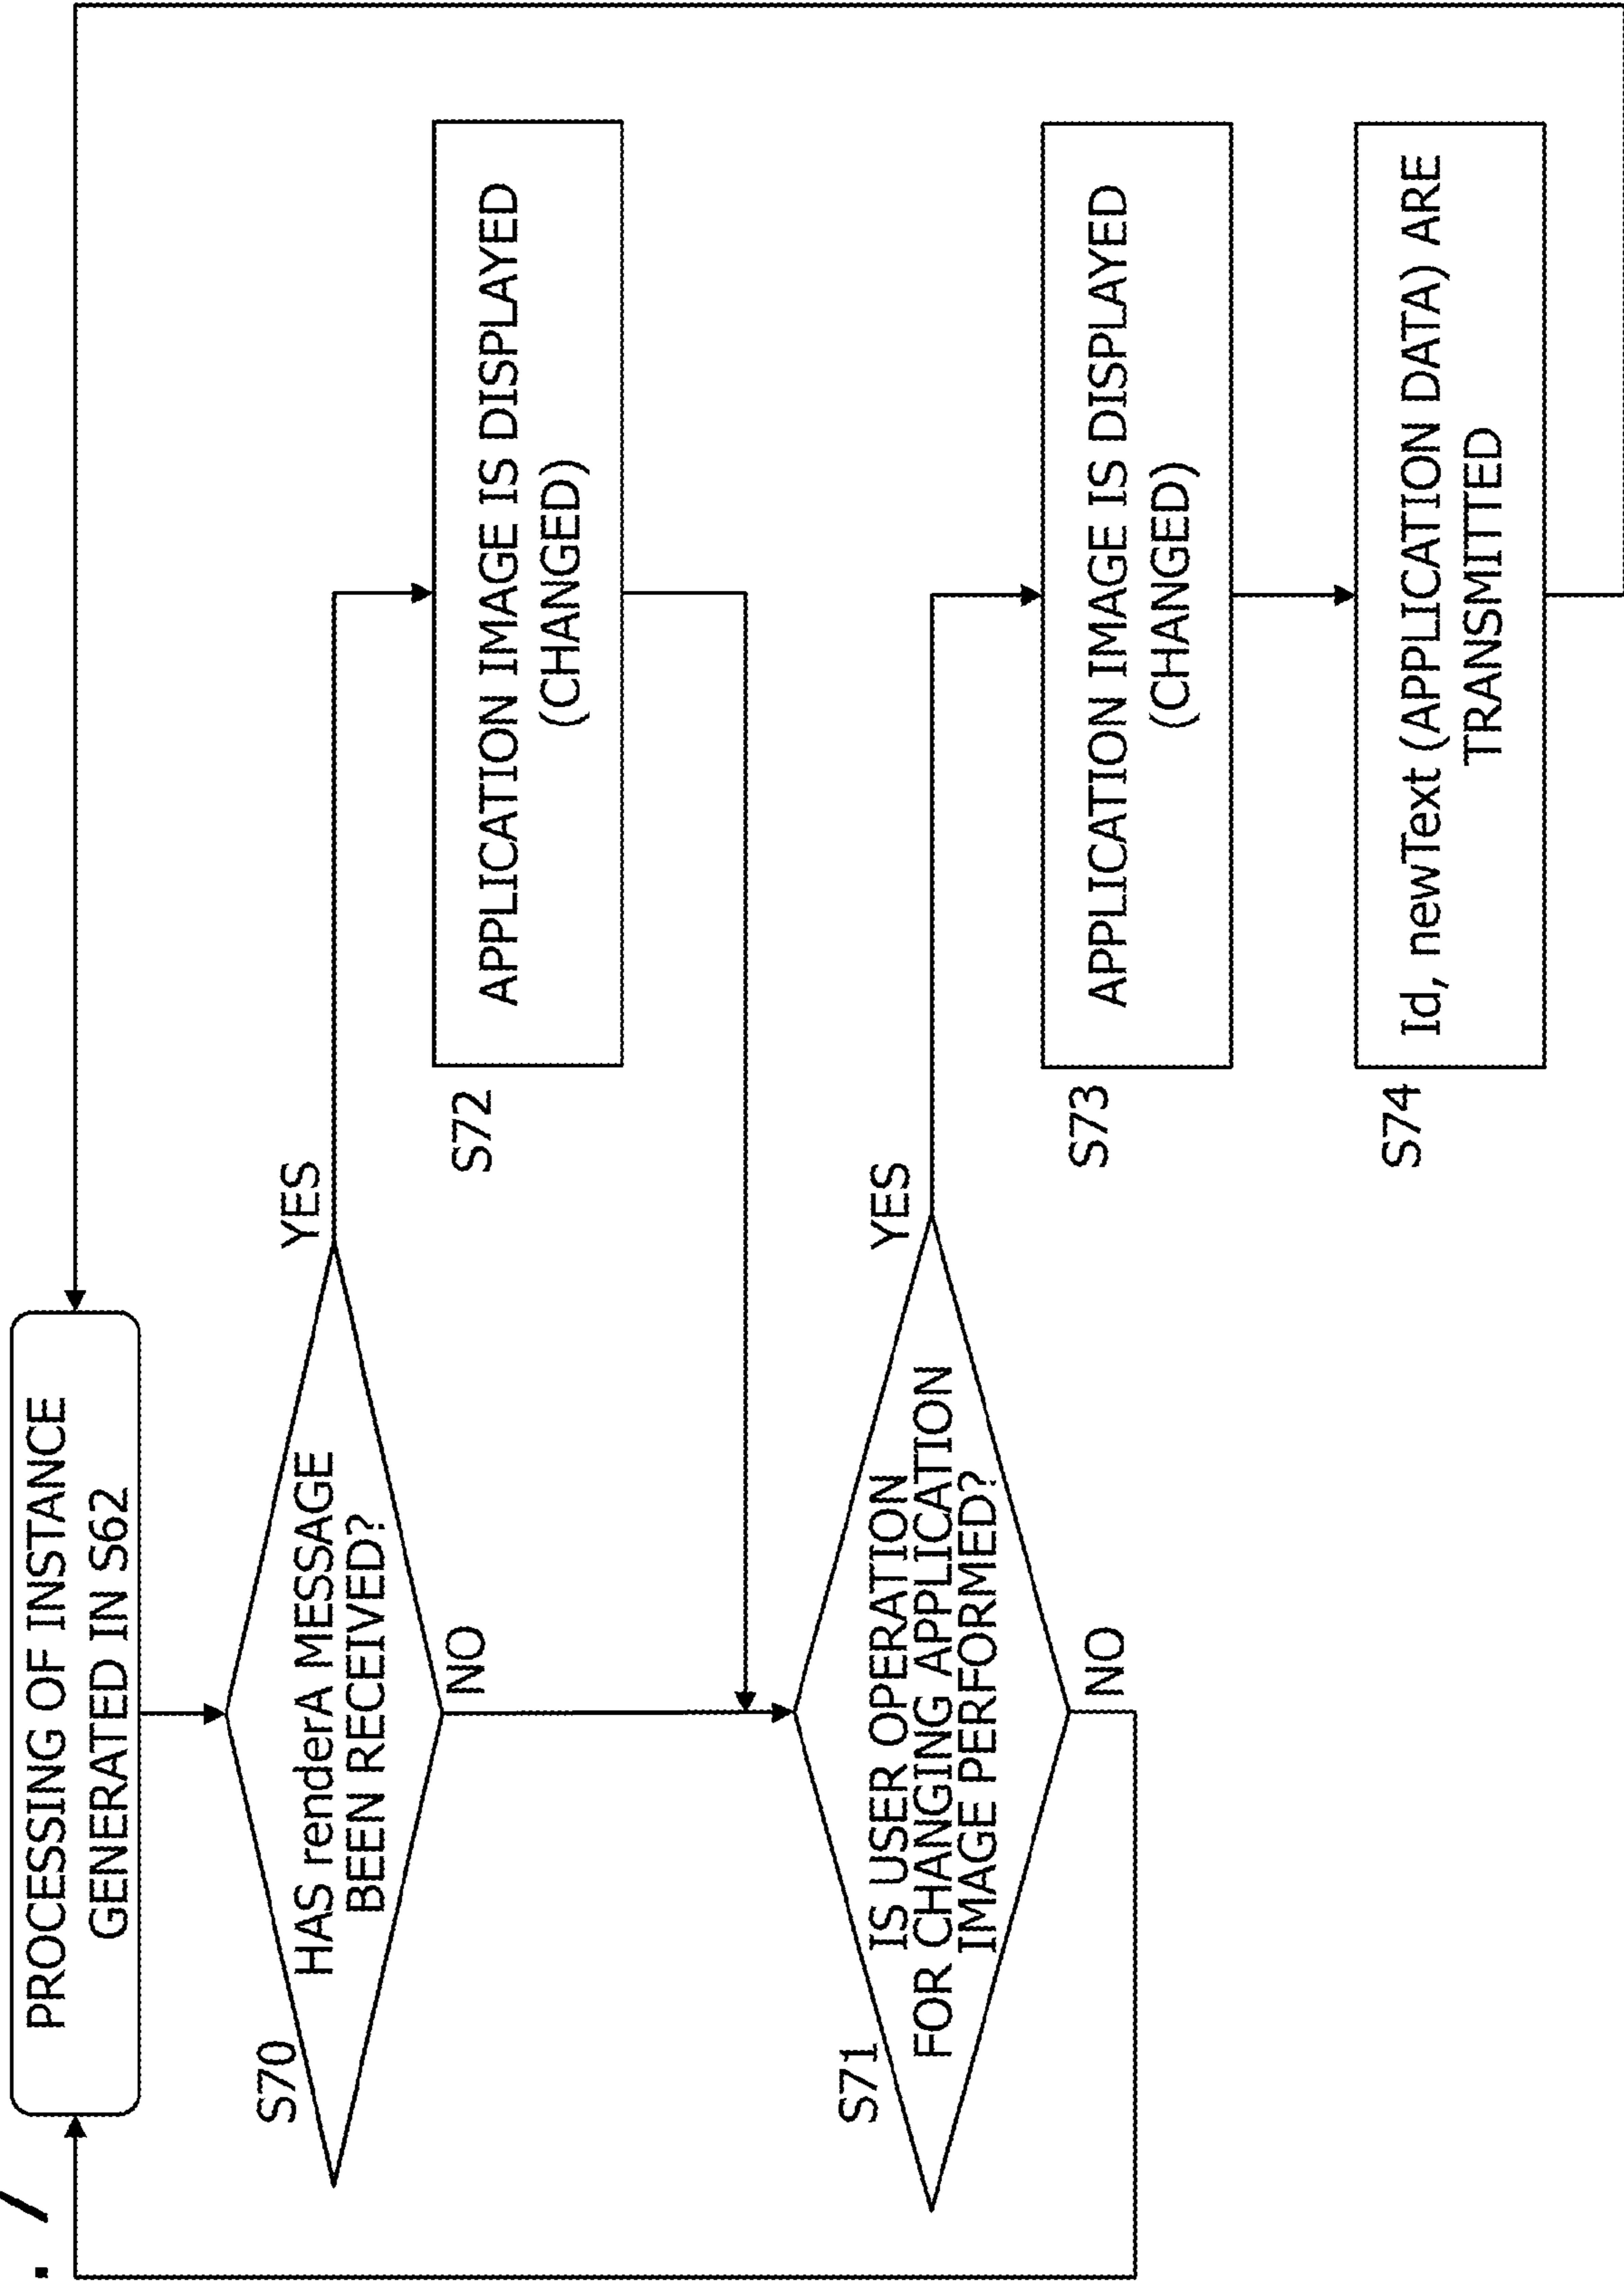 PROCESSING OF INSTANCE
GENERATED IN S62
S70
HAS renderA MESSAGE
BEEN RECEIVED?
YES
NO
S72
APPLICATION IMAGE IS DISPLAYED
(CHANGED)
S71
IS USER OPERATION
FOR CHANGING APPLICATION
IMAGE PERFORMED?
YES
NO
S73
APPLICATION IMAGE IS DISPLAYED
(CHANGED)
S74
Id, newText (APPLICATION DATA) ARE
TRANSMITTED